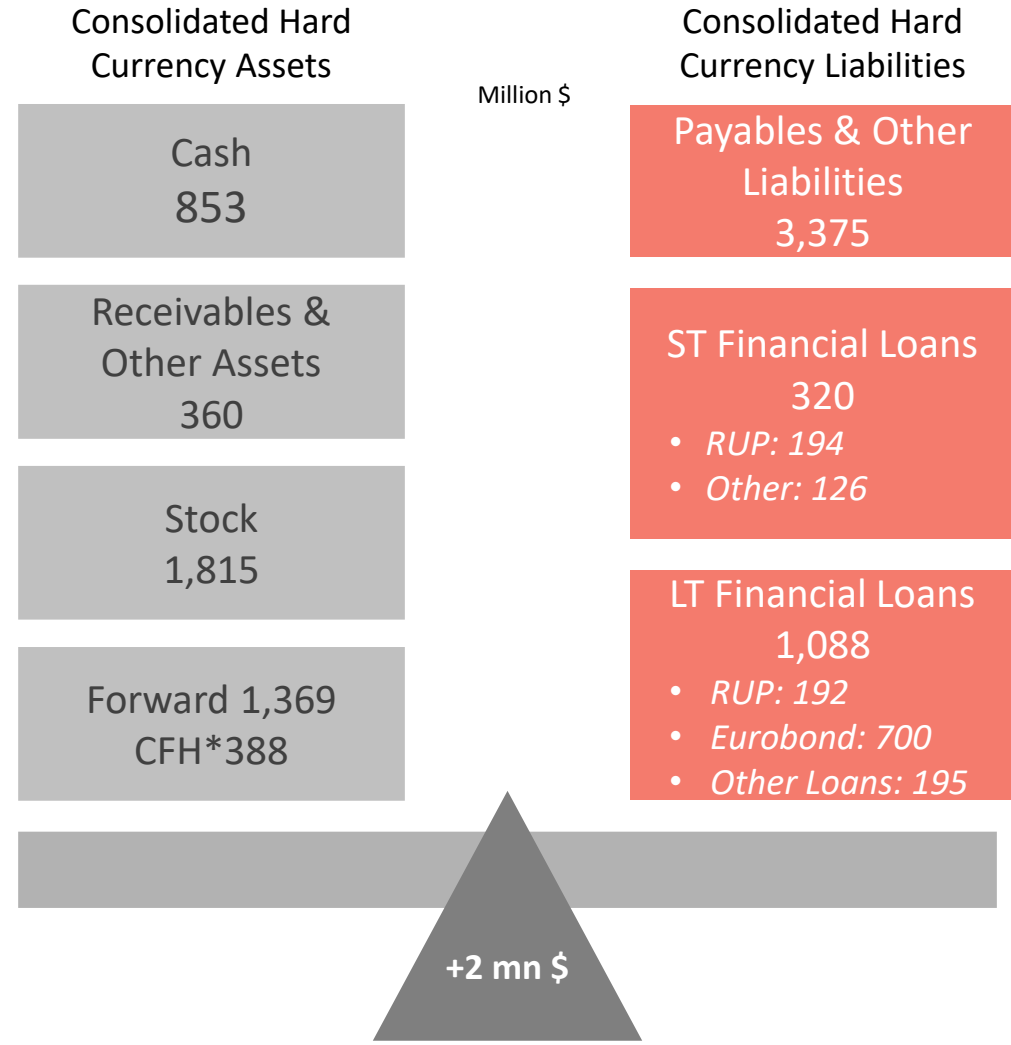 Consolidated Hard
Currency Assets
Million $
Consolidated Hard
Currency Liabilities
Cash
853
Receivables &
Other Assets
360
Stock
1,815
Forward 1,369
CFH*388
Payables & Other
Liabilities
3,375
ST Financial Loans
320
• RUP: 194
• Other: 126
LT Financial Loans
1,088
• RUP: 192
• Eurobond: 700
• Other Loans: 195
+2 mn $